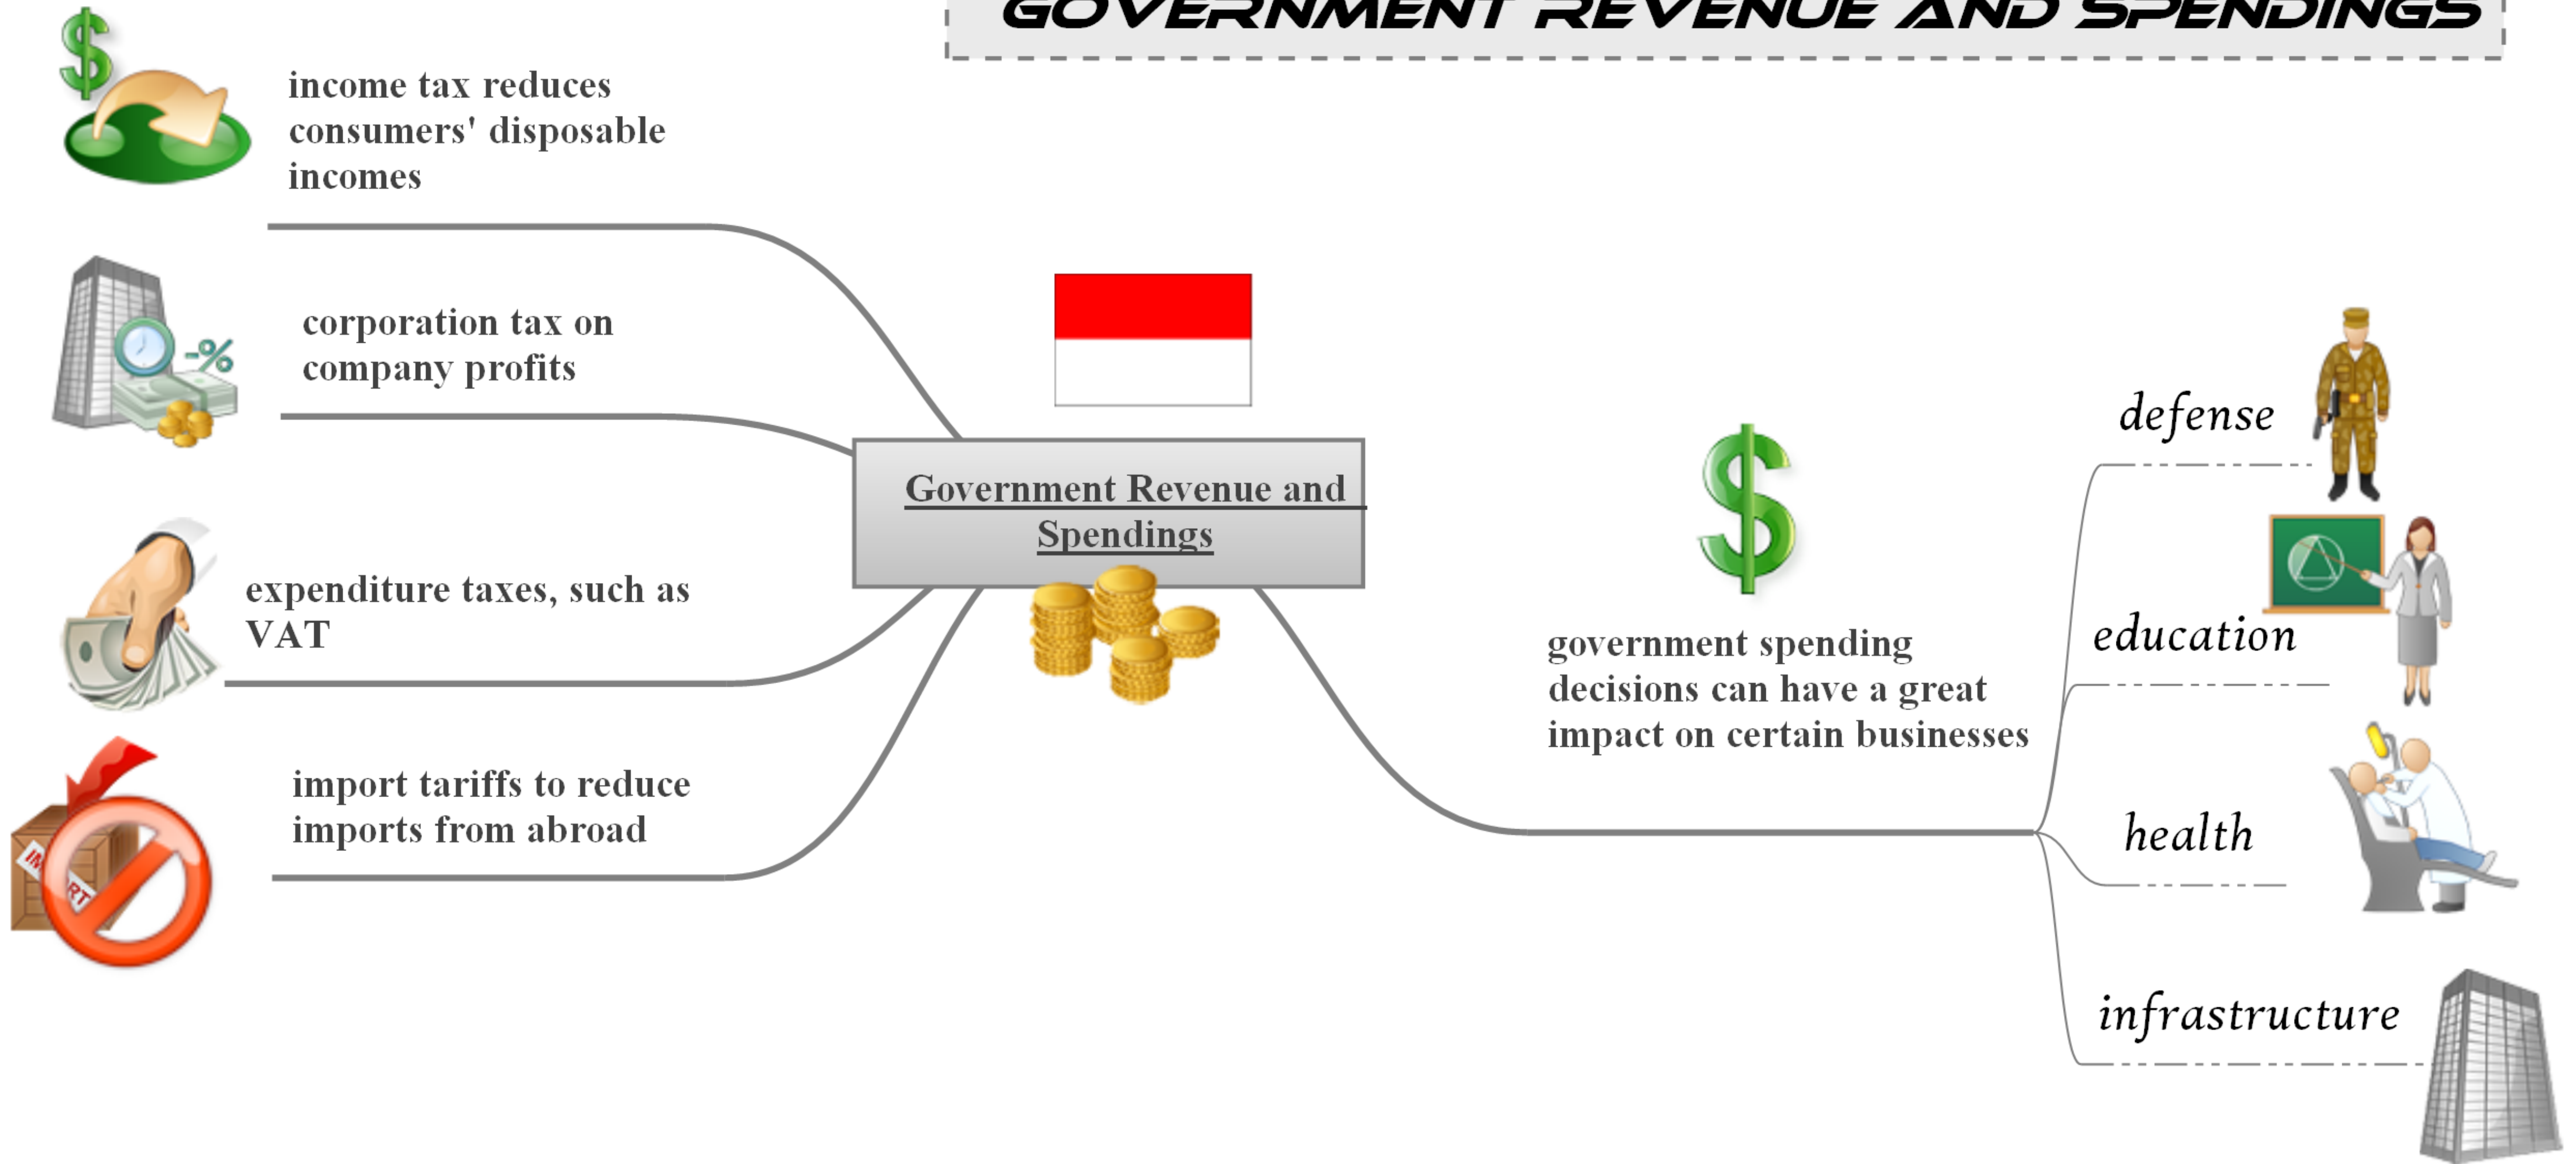 GOVERNMENT REVENUE AND SPENDINGS
income tax reduces
consumers' disposable
incomes
corporation tax on
company profits
-%
expenditure taxes, such as
VAT
import tariffs to reduce
imports from abroad
Government Revenue and
Spendings
$
government spending
decisions can have a great
impact on certain businesses
defense
education
health
infrastructure